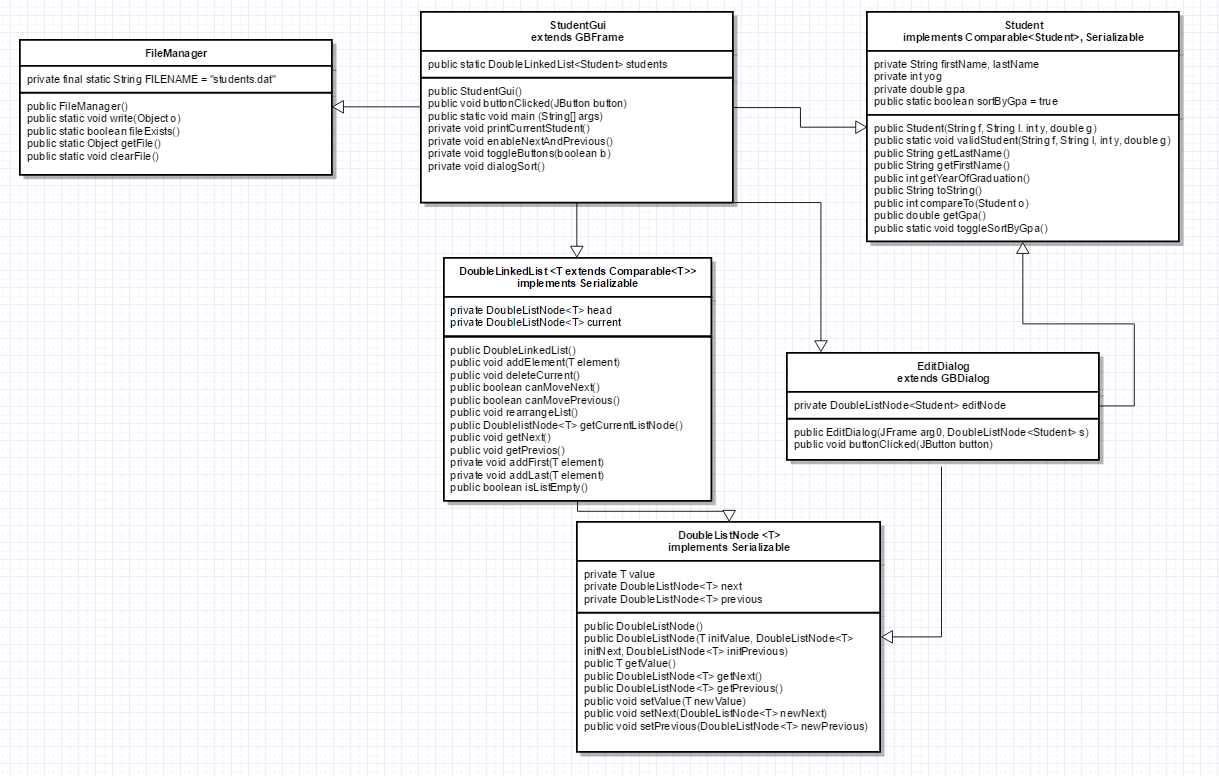 FileManager
private final static String FILENAME = "students.dat"
public FileManager()
public static void write(Object o)
public static boolean fileExists()
public static Object getFile()
public static void clearFile()
StudentGui
extends GBFrame
public static DoubleLinkedList<Student> students
public StudentGui()
public void buttonClicked(JButton button)
public static void main (String[] args)
private void printCurrentStudent()
private void enableNextAndPrevious()
private void toggleButtons(boolean b)
private void dialogSort()
Student
implements Comparable<Student>, Serializable
private String firstName, lastName
private int yog
private double gpa
public static boolean sortByGpa = true
public Student(String f, String l. int y, double g)
public static void validStudent(String f, String l, int y, double g)
public String getLastName()
public String getFirstName()
public int getYearOfGraduation()
public String toString()
public int compareTo(Student o)
public double getGpa()
public static void toggleSortByGpa()
DoubleLinkedList <T extends Comparable<T>>
implements Serializable
private DoubleListNode<T> head
private DoubleListNode<T> current
public DoubleLinkedList()
public void addElement(T element)
public void deleteCurrent()
public boolean canMoveNext()
public boolean canMovePrevious()
public void rearrangeList()
public DoublelistNode<T> getCurrentListNode()
public void getNext()
public void getPrevios()
private void addFirst(T element)
private void addLast(T element)
public boolean isListEmpty()
EditDialog
extends GBDialog
private DoubleListNode<Student> editNode
public EditDialog(JFrame arg0, DoubleListNode<Student> s)
public void buttonClicked(JButton button)
DoubleListNode <T>
implements Serializable
private T value
private DoubleListNode<T> next
private DoubleListNode<T> previous
public DoubleListNode()
public DoubleListNode(T initValue, DoubleListNode<T>
initNext, DoubleListNode<T> initPrevious)
public T getValue()
public DoubleListNode<T> getNext()
public DoubleListNode<T> getPrevious()
public void setValue(T newValue)
public void setNext(DoubleListNode<T> newNext)
public void setPrevious(DoubleListNode<T> newPrevious)